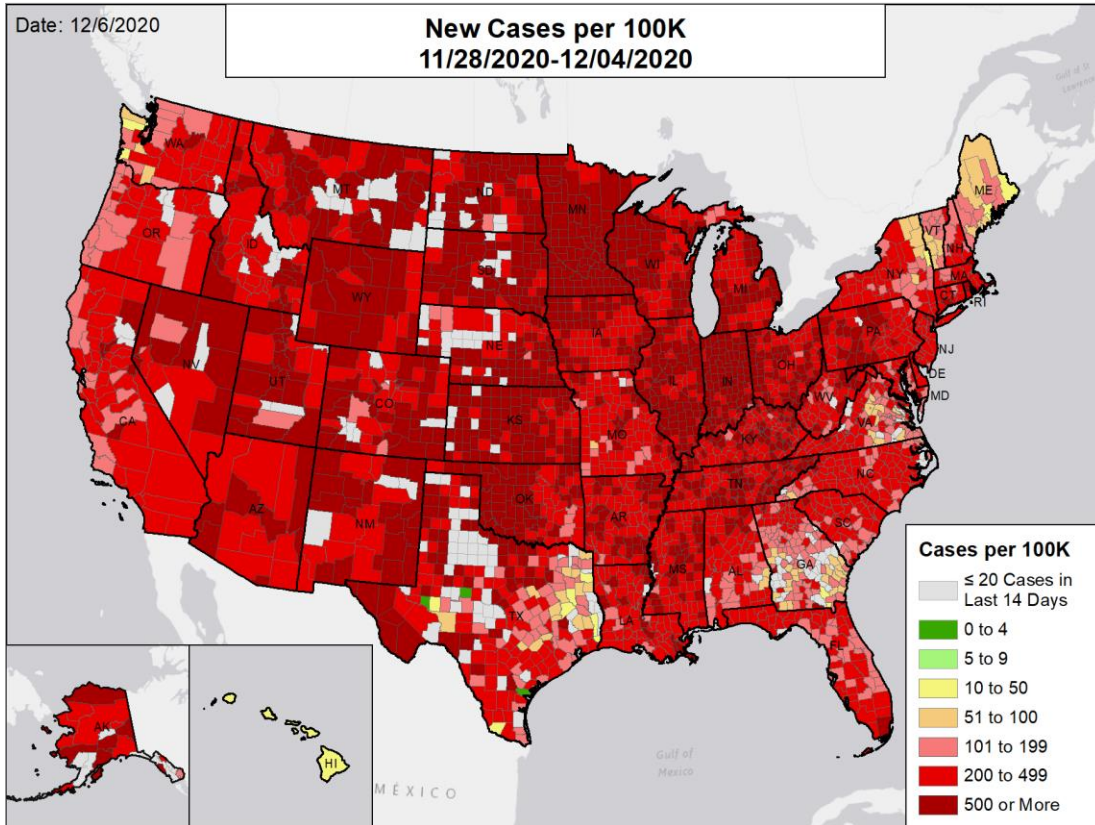 Date: 12/6/2020
New Cases per 100K
11/28/2020-12/04/2020
Gulf of St
Lawrence
WA
MT
ND
MN
ME
OR
ID
SD
WI
MI
VT
NH
NY
MA
CT
RI
WY
IA
NE
PA
NJ
NV
UT
CO
IL
IN
OH
DE
MD
WV
VA
CA
KS
MO
KY
NC
TN
AZ
NM
OK
AR
SC
MS
AL
GA
TX
LA
FL
AK
HI
MÉXICO
Gulf of
Mexico
Cases per 100K
≤ 20 Cases in
Last 14 Days
0 to 4
5 to 9
10 to 50
51 to 100
101 to 199
200 to 499
500 or More